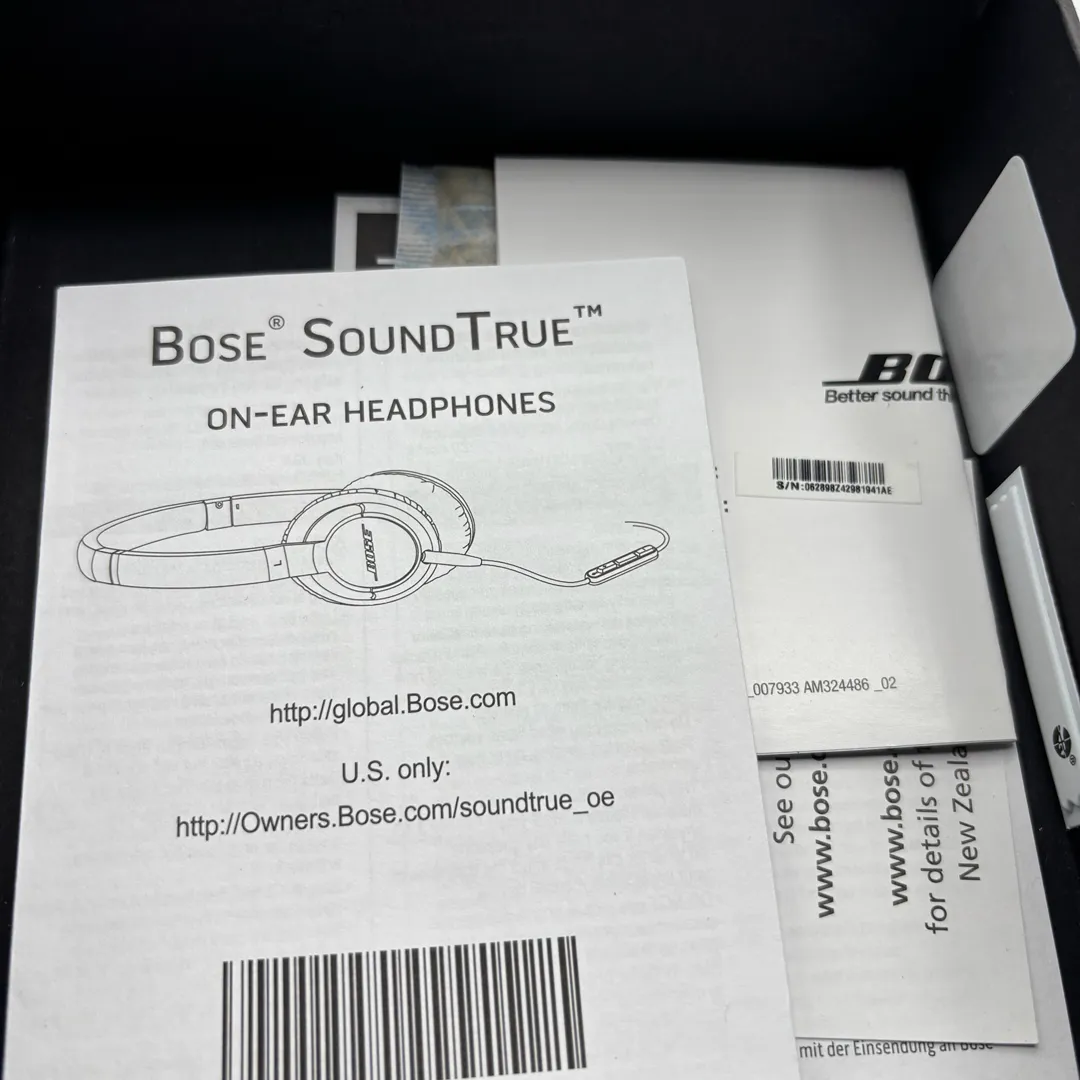 BOSE® SOUNDTRUE™
ON-EAR HEADPHONES
BOSE
L
http://global.Bose.com
U.S. only:
http://Owners.Bose.com/soundtrue_oe
BO
Better sound th
S/N:062898Z42981941AE
_007933 AM324486 _02
See ou
www.bose.c
www.bose.
for details of
New Zeala
mit der Einsendung an Bose